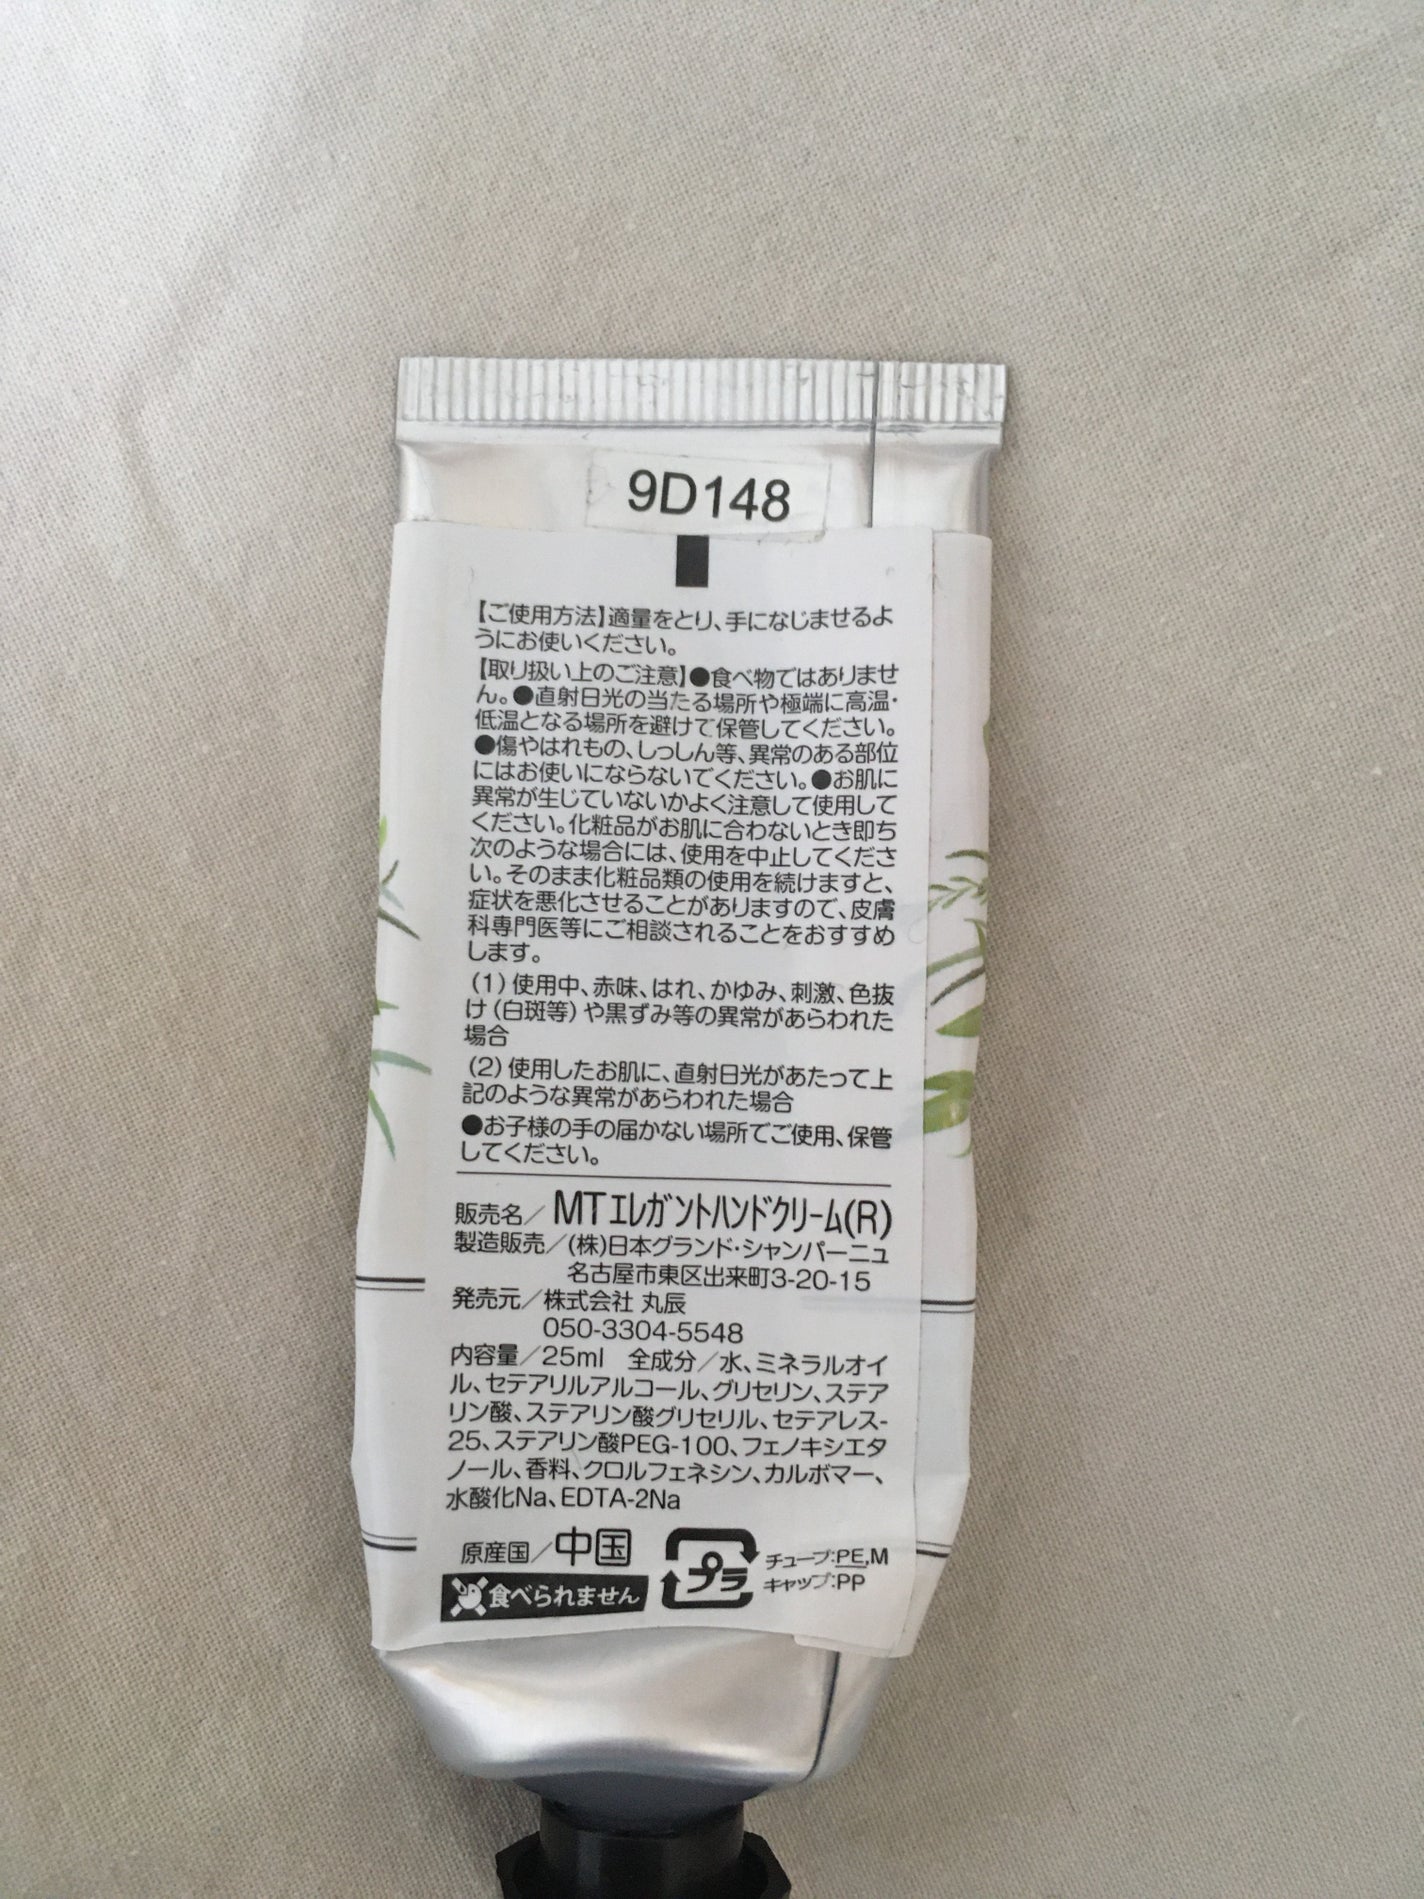 9D148
【ご使用方法】適量をとり、手になじませるよ
うにお使いください。
【取り扱い上のご注意】●食べ物ではありませ
ん。●直射日光の当たる場所や極端に高温・
低温となる場所を避けて保管してください。
●傷やはれもの、しっしん等、異常のある部位
にはお使いにならないでください。●お肌に
異常が生じていないかよく注意して使用して
ください。化粧品がお肌に合わないとき即ち
次のような場合には、使用を中止してくださ
い。そのまま化粧品類の使用を続けますと、
症状を悪化させることがありますので、皮膚
科専門医等にご相談されることをおすすめ
します。
(1) 使用中、赤味、はれ、かゆみ、刺激、色抜
け(白斑等)や黒ずみ等の異常があらわれた
場合
(2) 使用したお肌に、直射日光があたって上
記のような異常があらわれた場合
●お子様の手の届かない場所でご使用、保管
してください。
販売名／MTエレガントハンドクリーム(R)
製造販売／(株)日本グランド・シャンパーニュ
名古屋市東区出来町3-20-15
発売元／株式会社 丸辰
050-3304-5548
内容量／25ml 全成分／水、ミネラルオイ
ル、セテアリルアルコール、グリセリン、ステア
リン酸、ステアリン酸グリセリル、セテアレス-
25、ステアリン酸PEG-100、フェノキシエタ
ノール、香料、クロルフェネシン、カルボマー、
水酸化Na、EDTA-2Na
原産国／中国
プラ
チューブ:PE,M
キャップ:PP
食べられません